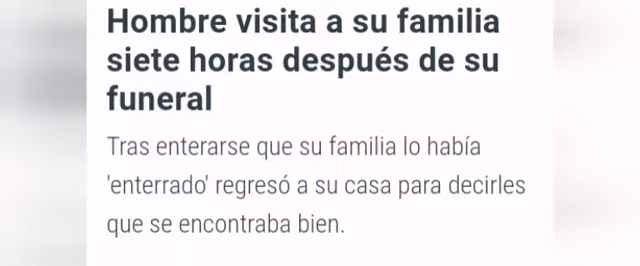 Hombre visita a su familia
siete horas después de su
funeral
Tras enterarse que su familia lo había
'enterrado' regresó a su casa para decirles
que se encontraba bien.